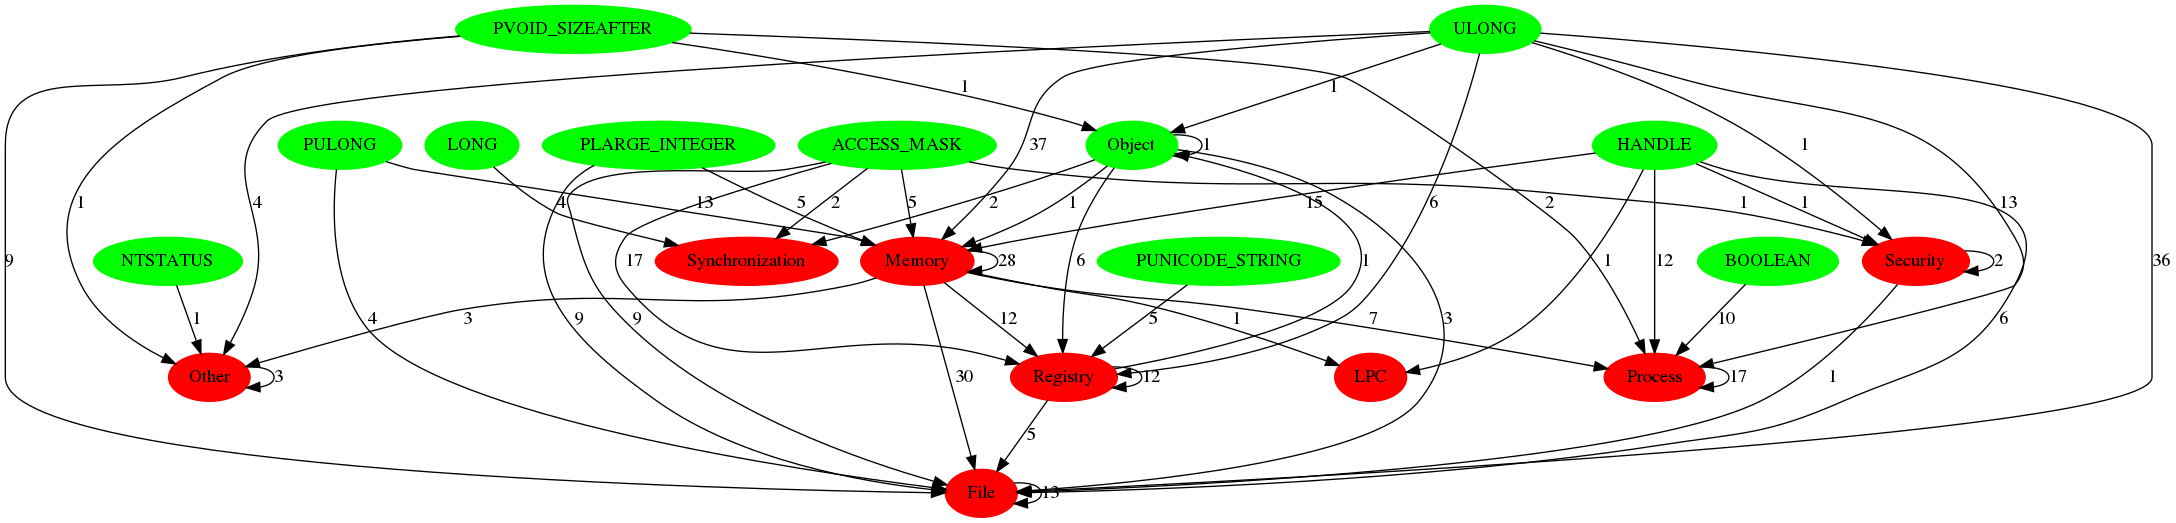 PVOID_SIZEAFTER
ULONG
1
1
PULONG
LONG
PLARGE_INTEGER
ACCESS_MASK
Object
1
37
HANDLE
1
1
4
4
13
5
2
5
2
1
15
6
2
1
1
13
NTSTATUS
Synchronization
Memory
28
PUNICODE_STRING
BOOLEAN
Security
2
9
17
6
1
1
12
36
1
3
4
9
9
12
5
1
7
3
10
6
Other
3
Registry
12
LPC
Process
17
30
1
5
File
13